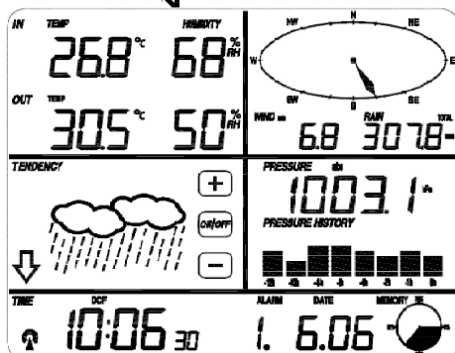 IN TEMP HUMIDITY
26.8 °C 68 % RH
OUT TEMP
30.5 °C 50 % RH
N
NW NE
W E
SW SE
S
WIND RAIN TOTAL
6.8 307.8
TENDENCY
+
ON/OFF
−
PRESSURE abs
1003.1
PRESSURE HISTORY
TIME DCF ALARM DATE MEMORY
10:06 30 1. 6.06